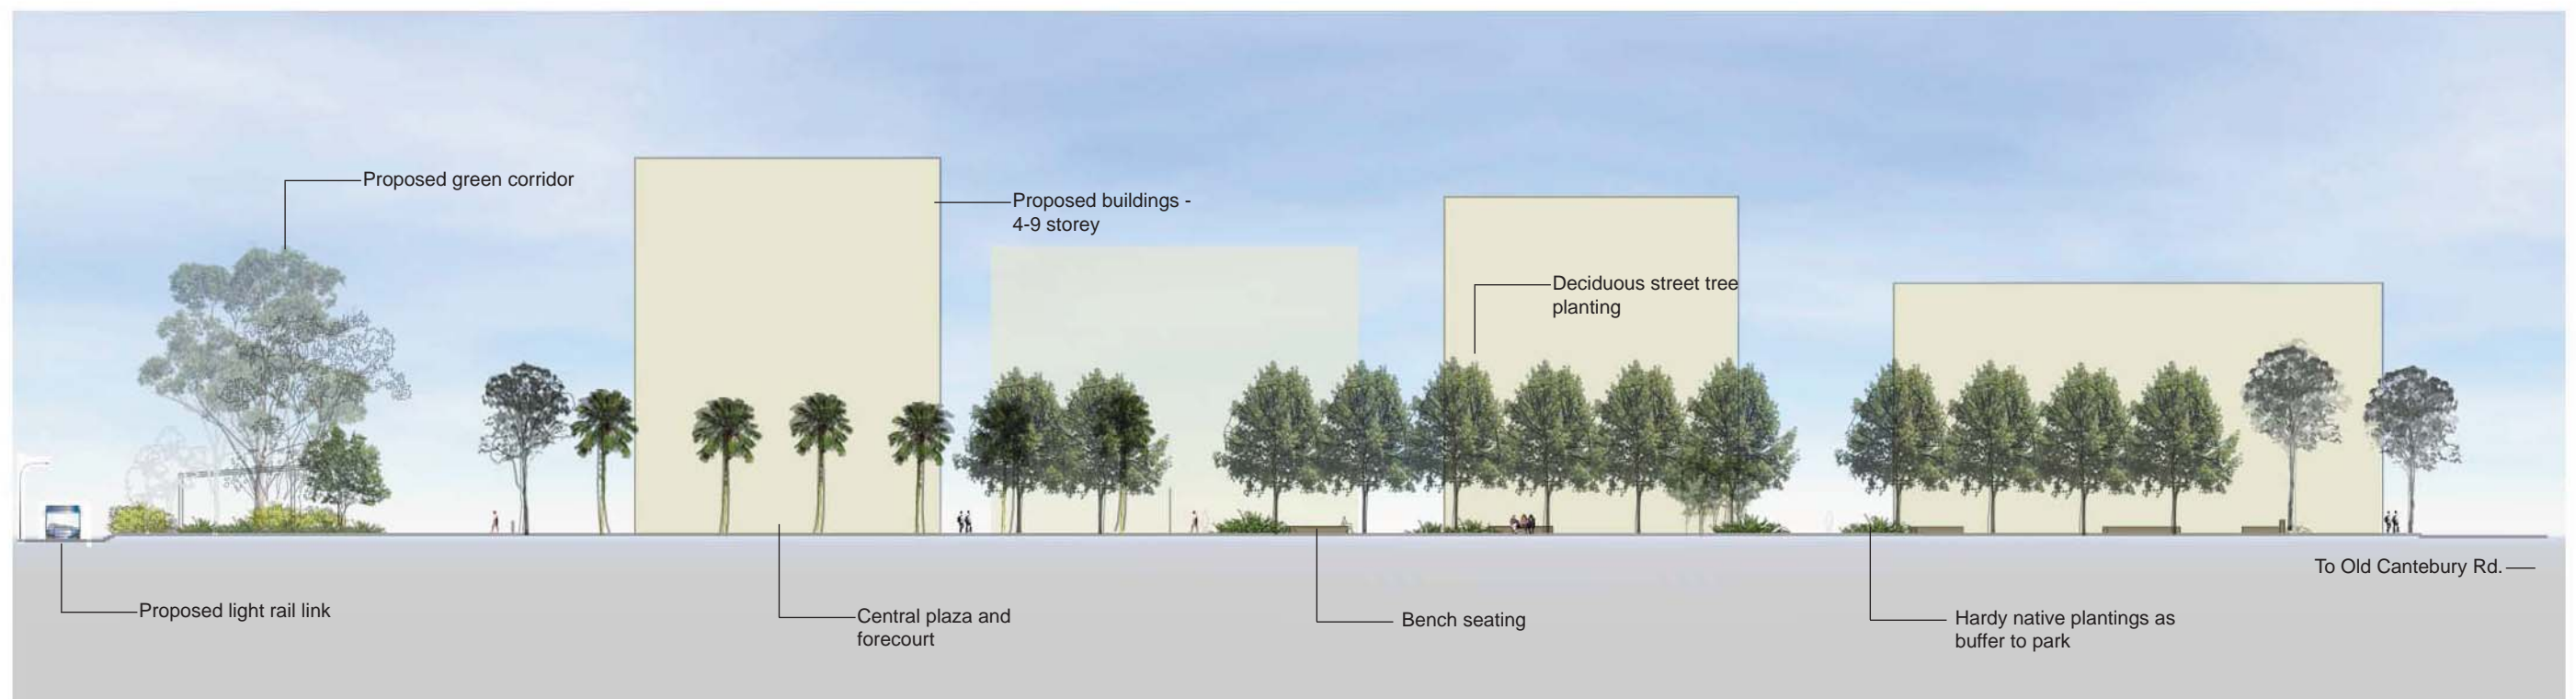 Proposed green corridor
Proposed buildings -
4-9 storey
Deciduous street tree
planting
To Old Cantebury Rd.
Proposed light rail link
Central plaza and
forecourt
Bench seating
Hardy native plantings as
buffer to park